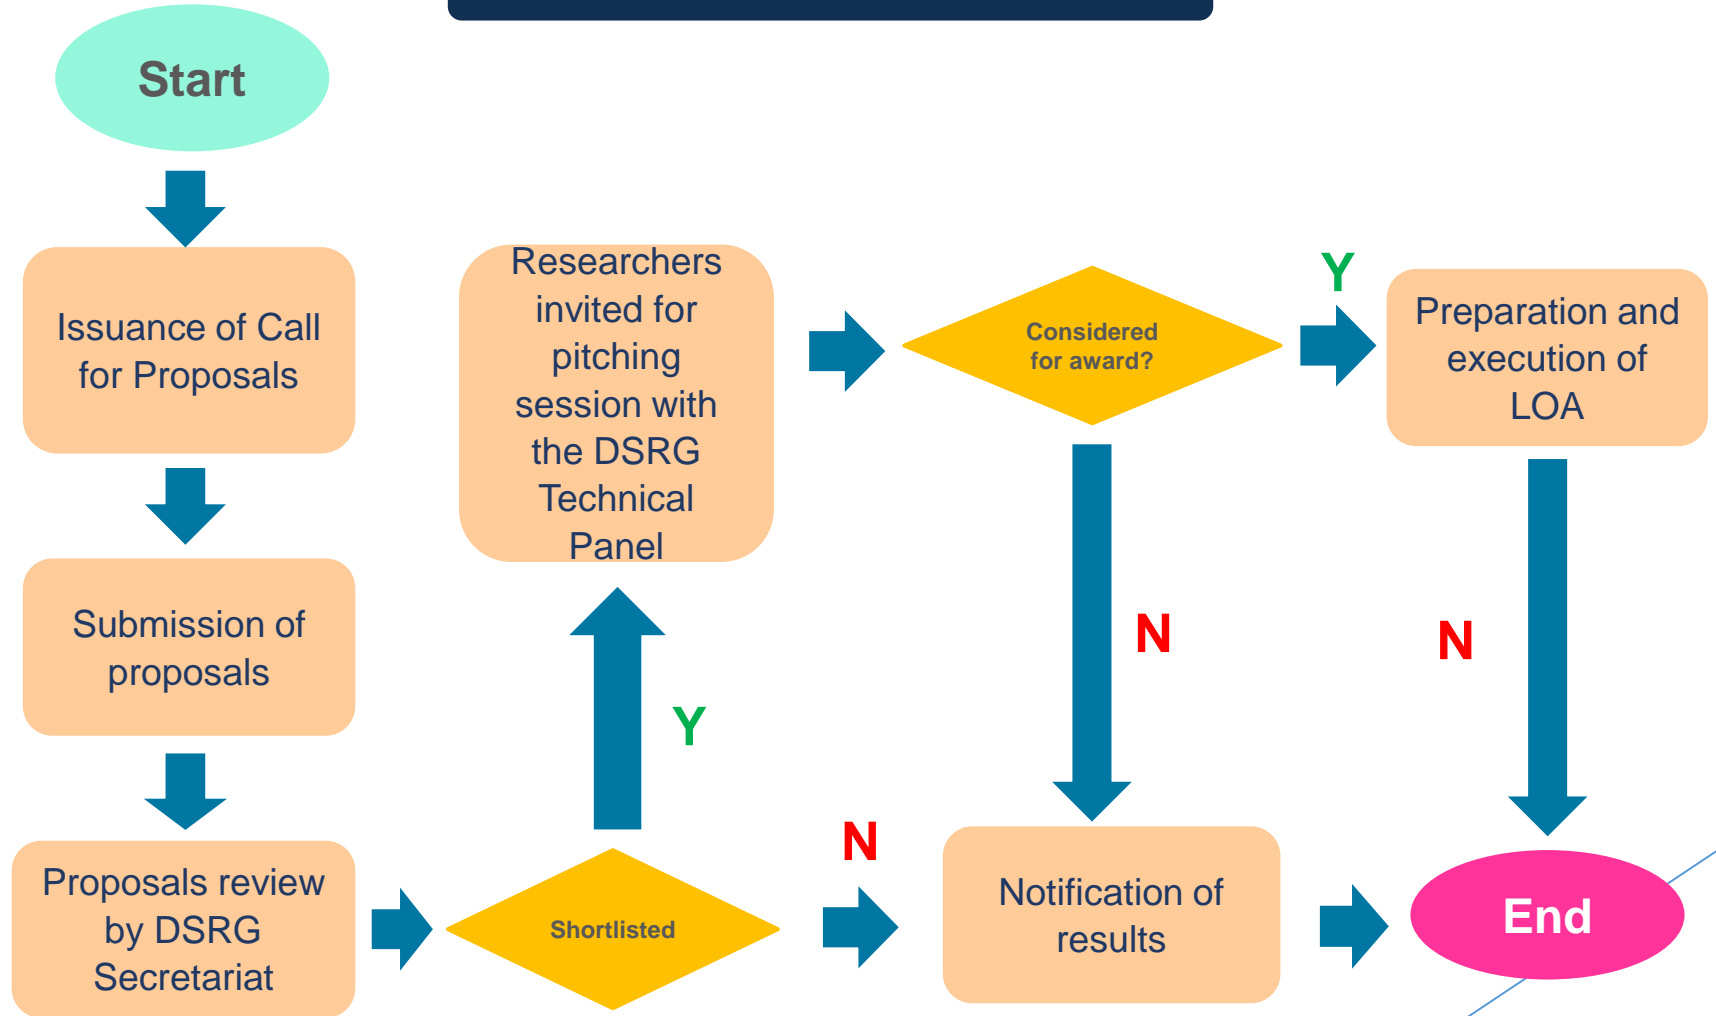 Start
Issuance of Call
for Proposals
Submission of
proposals
Proposals review
by DSRG
Secretariat
Shortlisted
Y
N
Researchers
invited for
pitching
session with
the DSRG
Technical
Panel
Considered
for award?
Y
N
Preparation and
execution of
LOA
N
Notification of
results
End